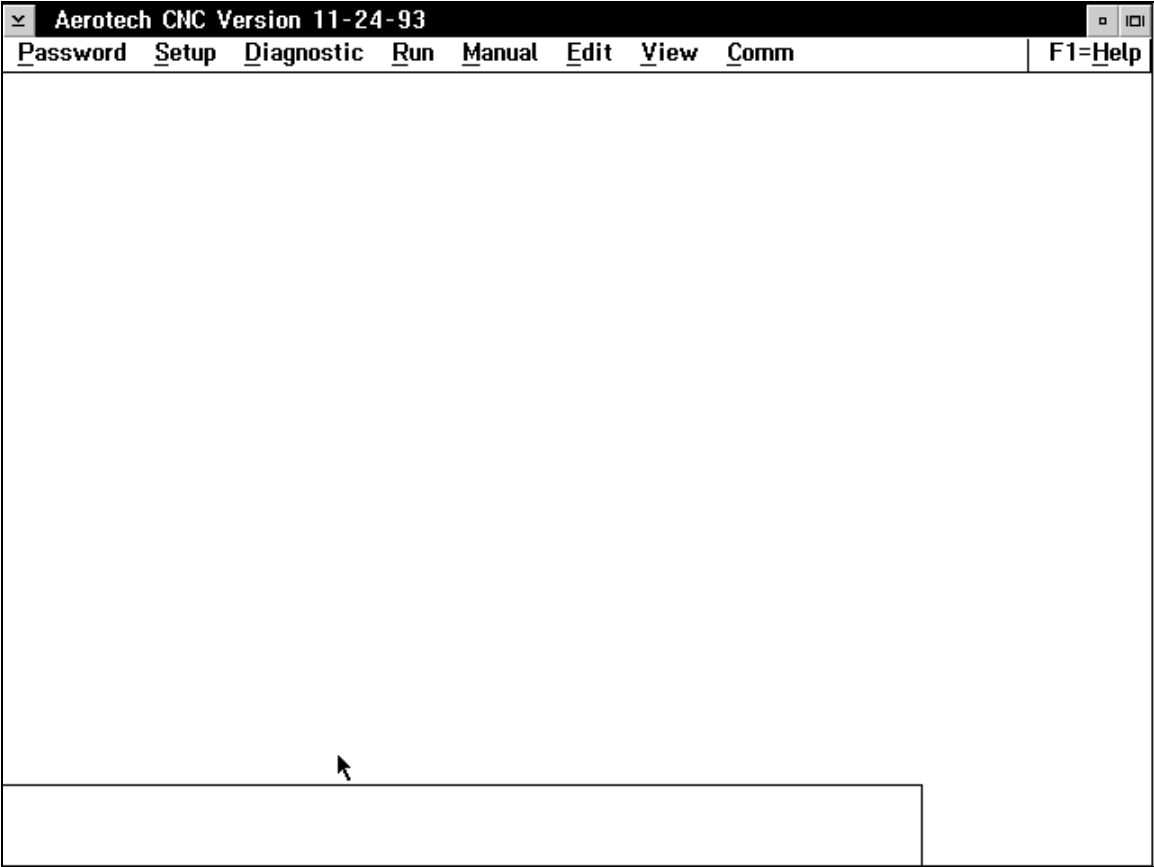 Aerotech CNC Version 11-24-93
Password Setup Diagnostic Run Manual Edit View Comm F1=Help